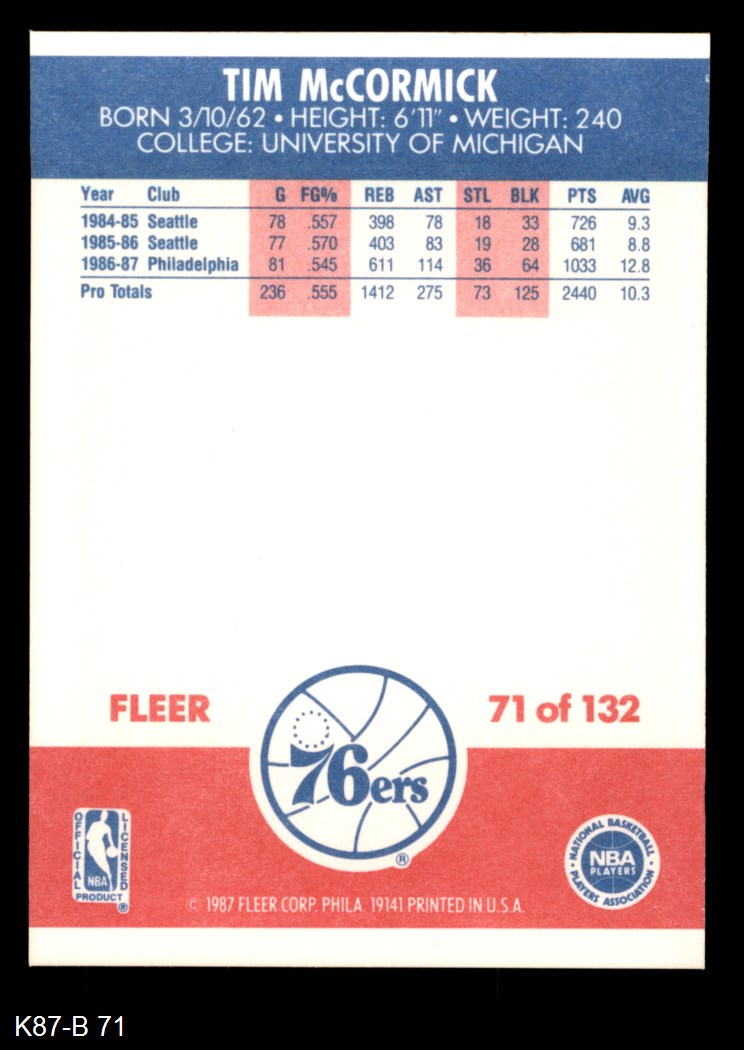 TIM McCORMICK
BORN 3/10/62 • HEIGHT: 6'11" • WEIGHT: 240
COLLEGE: UNIVERSITY OF MICHIGAN
Year Club G FG% REB AST STL BLK PTS AVG
1984-85 Seattle 78 .557 398 78 18 33 726 9.3
1985-86 Seattle 77 .570 403 83 19 28 681 8.8
1986-87 Philadelphia 81 .545 611 114 36 64 1033 12.8
Pro Totals 236 .555 1412 275 73 125 2440 10.3
FLEER
71 of 132
76ers
®
OFFICIAL
LICENSED
NBA
PRODUCT
®
NATIONAL BASKETBALL
NBA
PLAYERS
PLAYERS ASSOCIATION
© 1987 FLEER CORP. PHILA. 19141 PRINTED IN U.S.A.
K87-B 71